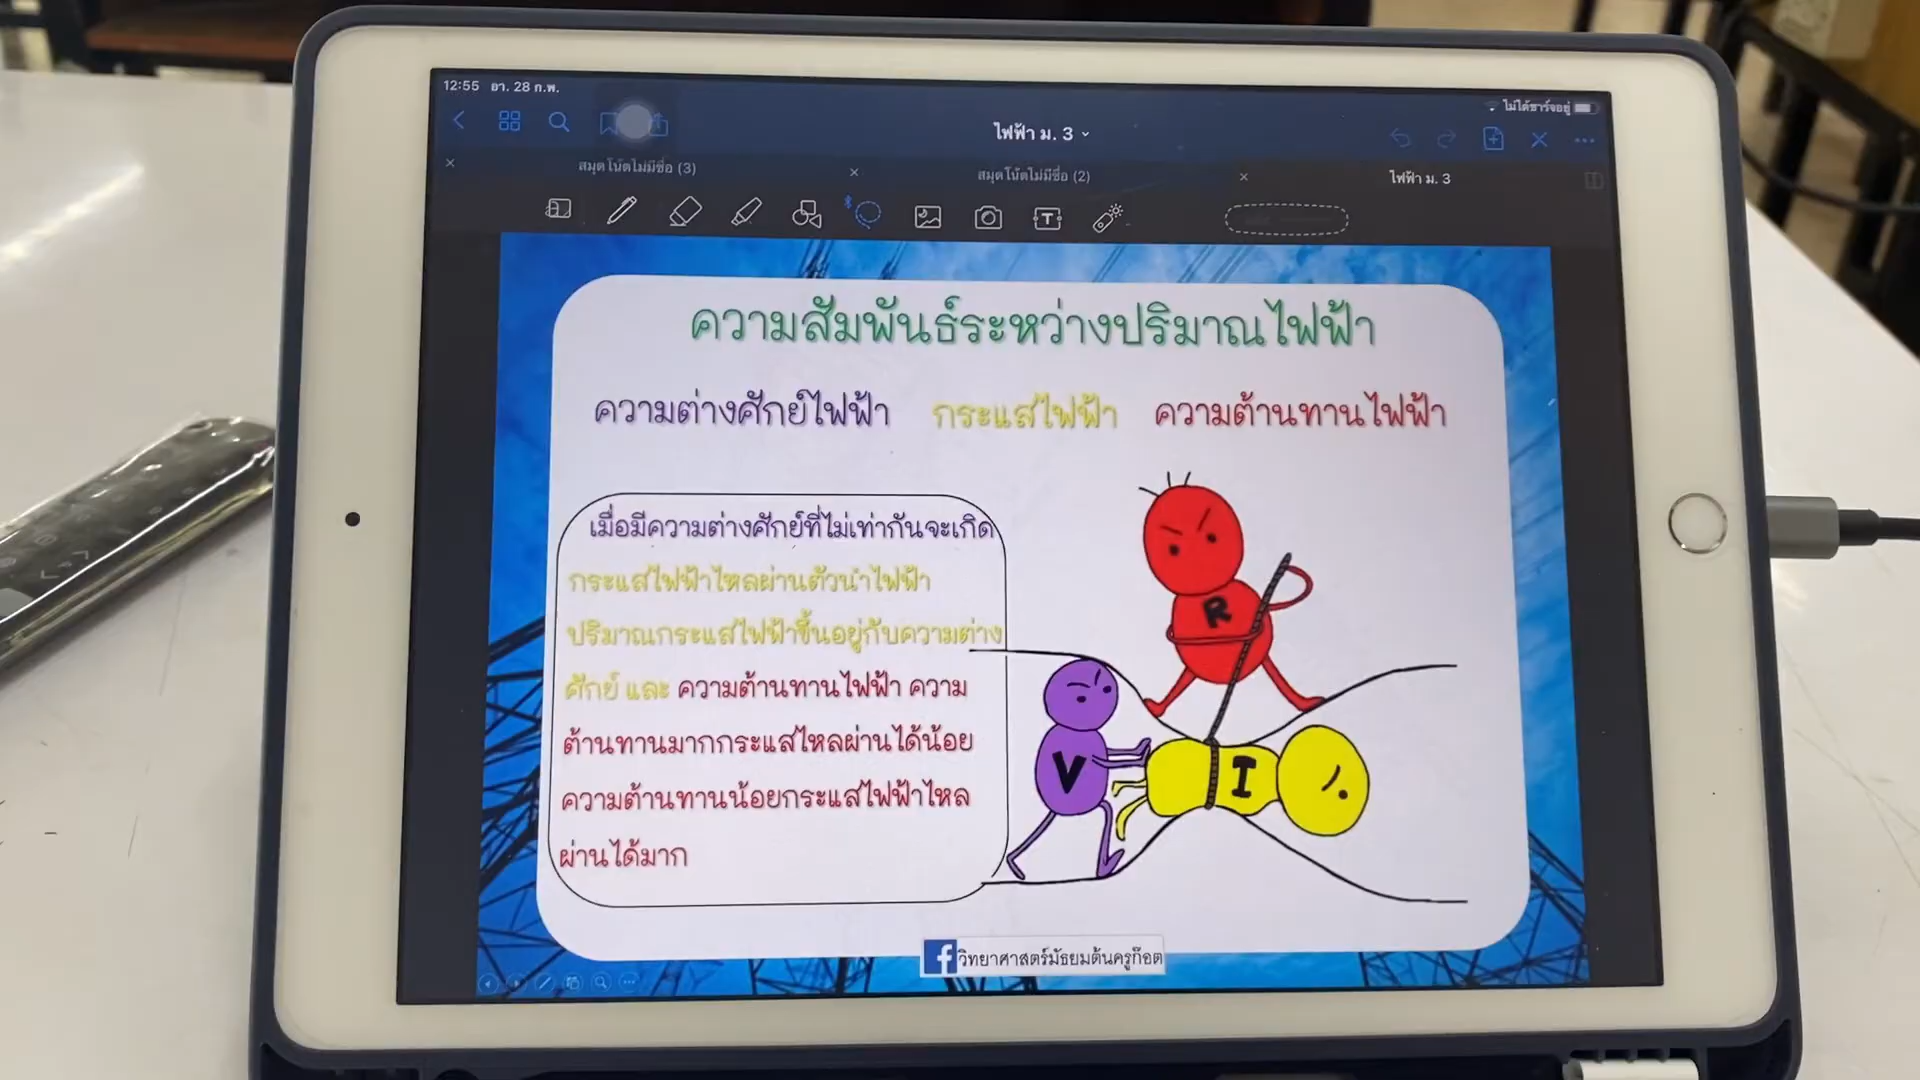 12:55 อา. 28 ก.พ.
ไม่ได้ชาร์จอยู่
ไฟฟ้า ม. 3
สมุดโน้ตไม่มีชื่อ (3)
สมุดโน้ตไม่มีชื่อ (2)
ไฟฟ้า ม. 3
T
ความสัมพันธ์ระหว่างปริมาณไฟฟ้า
ความต่างศักย์ไฟฟ้า กระแสไฟฟ้า ความต้านทานไฟฟ้า
เมื่อมีความต่างศักย์ที่ไม่เท่ากันจะเกิด
กระแสไฟฟ้าไหลผ่านตัวนำไฟฟ้า
ปริมาณกระแสไฟฟ้าขึ้นอยู่กับความต่าง
ศักย์ และ ความต้านทานไฟฟ้า ความ
ต้านทานมากกระแสไหลผ่านได้น้อย
ความต้านทานน้อยกระแสไฟฟ้าไหล
ผ่านได้มาก
R
V
I
f วิทยาศาสตร์มัธยมต้นครูก๊อต